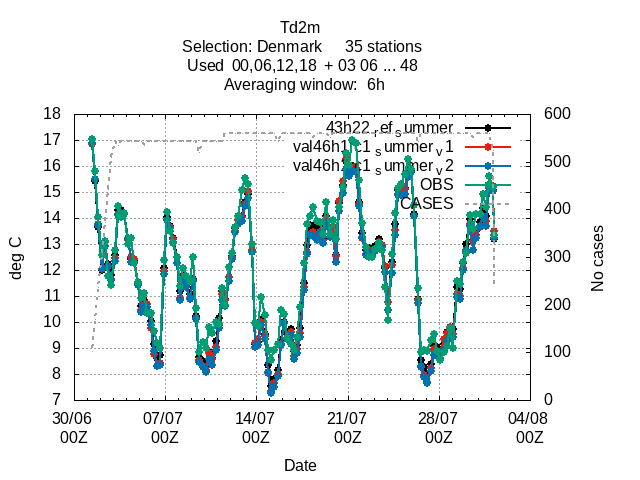 Td2m
Selection: Denmark 35 stations
Used 00,06,12,18 + 03 06 ... 48
Averaging window: 6h
18
17
16
15
14
13
12
11
10
9
8
7
deg C
600
500
400
300
200
100
0
No cases
43h22_ref_summer
val46h1_c1_summer_v1
val46h1_c1_summer_v2
OBS
CASES
30/06 07/07 14/07 21/07 28/07 04/08
00Z 00Z 00Z 00Z 00Z 00Z
Date